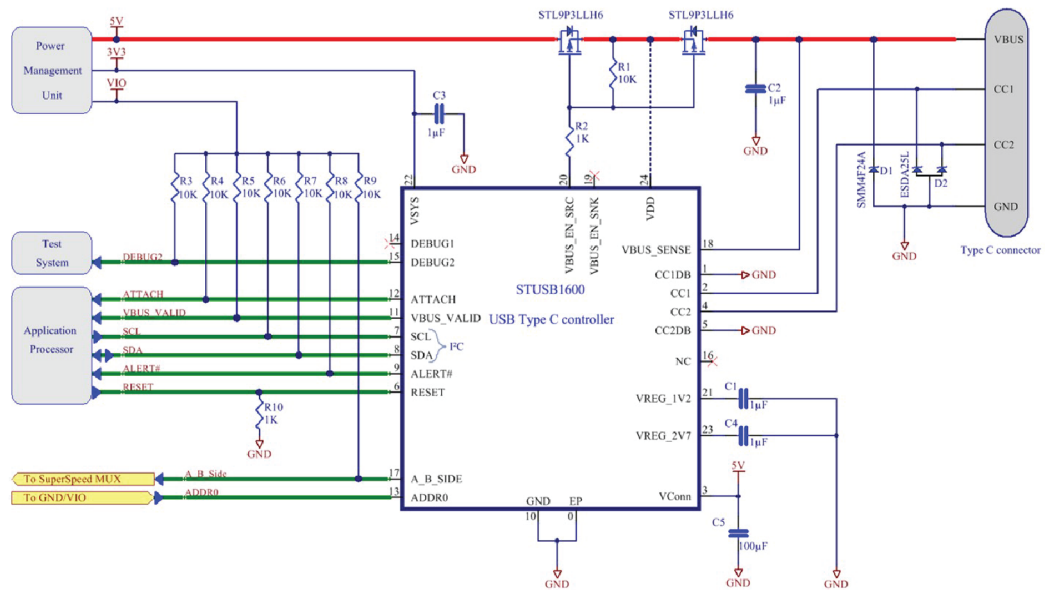 5V
3V3
VIO
Power
Management
Unit
STL9P3LLH6
STL9P3LLH6
R1
10K
R2
1K
C3
1µF
GND
C2
1µF
GND
VBUS
CC1
CC2
GND
Type C connector
SMM4F24A
D1
ESDA25L
D2
GND
R3
10K
R4
10K
R5
10K
R6
10K
R7
10K
R8
10K
R9
10K
22
VSYS
20
VBUS_EN_SRC
19
VBUS_EN_SNK
24
VDD
Test
System
DEBUG2
14
DEBUG1
15
DEBUG2
Application
Processor
ATTACH
12
ATTACH
VBUS_VALID
11
VBUS_VALID
SCL
7
SCL
SDA
8
SDA
I²C
ALERT#
9
ALERT#
RESET
6
RESET
R10
1K
GND
To SuperSpeed MUX
A_B_Side
17
A_B_SIDE
To GND/VIO
ADDR0
13
ADDR0
STUSB1600
USB Type C controller
VBUS_SENSE
18
CC1DB
1
GND
CC1
2
CC2
4
CC2DB
5
GND
NC
16
VREG_1V2
21
C1
1µF
VREG_2V7
23
C4
1µF
5V
VConn
3
C5
100µF
GND
GND
GND
EP
10
0
GND